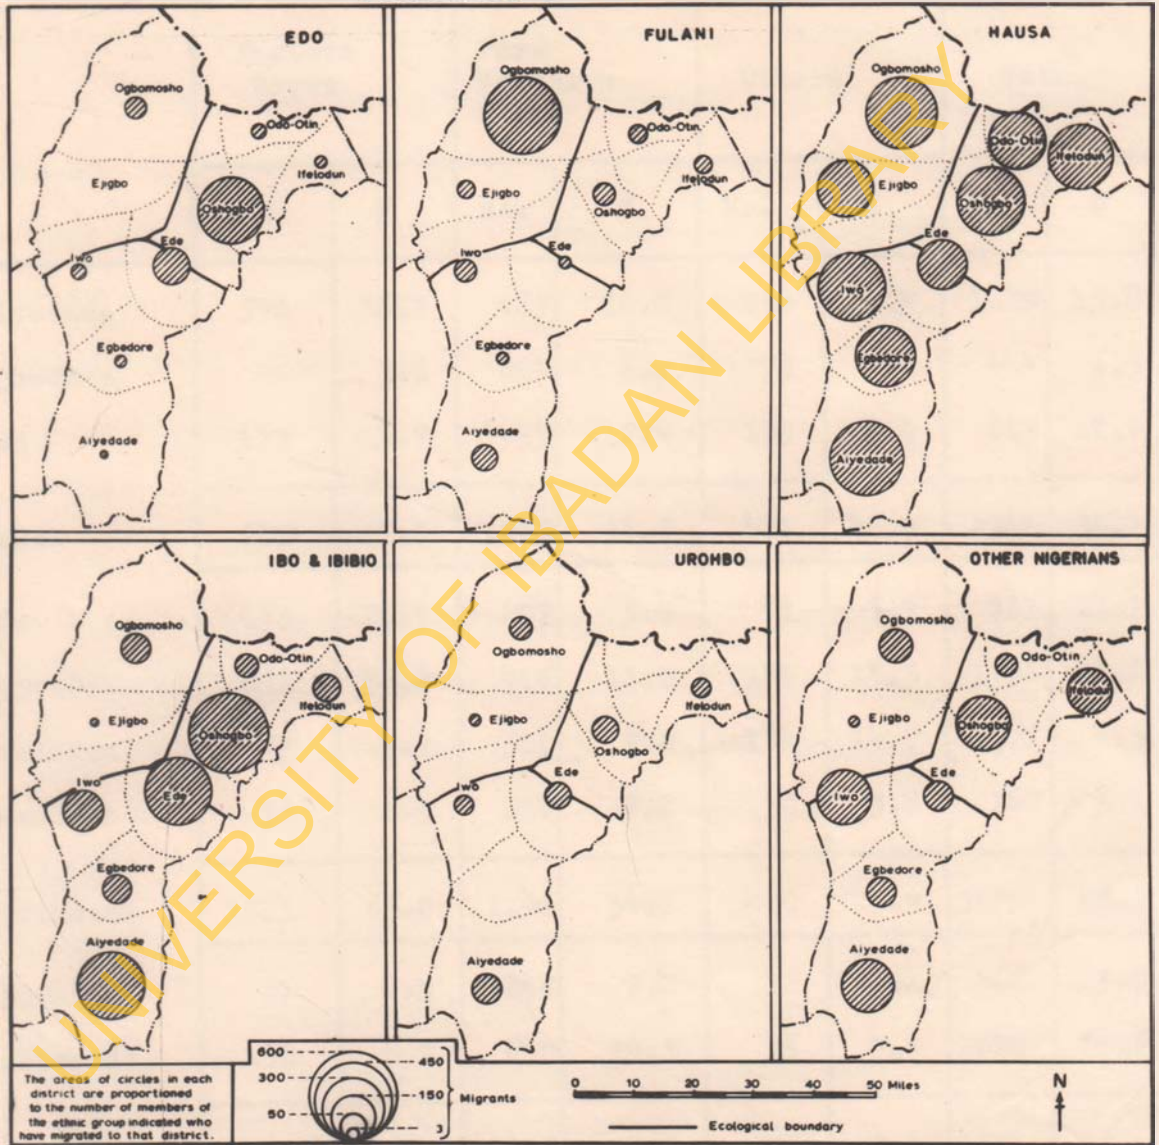 EDO
Ogbomosho
Odo-Otin
Ifelodun
Ejigbo
Oshogbo
Ede
Iwo
Egbedore
Aiyedade
FULANI
Ogbomosho
Odo-Otin
Ifelodun
Ejigbo
Oshogbo
Ede
Iwo
Egbedore
Aiyedade
HAUSA
Ogbomosho
Odo-Otin
Ifelodun
Ejigbo
Oshogbo
Ede
Iwo
Egbedore
Aiyedade
IBO & IBIBIO
Ogbomosho
Odo-Otin
Ifelodun
Ejigbo
Oshogbo
Iwo
Ede
Egbedore
Aiyedade
UROHBO
Ogbomosho
Ifelodun
Ejigbo
Oshogbo
Ede
Iwo
Aiyedade
OTHER NIGERIANS
Ogbomosho
Odo-Otin
Ifelodun
Ejigbo
Oshogbo
Ede
Iwo
Egbedore
Aiyedade
The areas of circles in each
district are proportioned
to the number of members of
the ethnic group indicated who
have migrated to that district.
600
450
300
150
50
3
Migrants
0 10 20 30 40 50 Miles
Ecological boundary
N
UNIVERSITY OF IBADAN LIBRARY